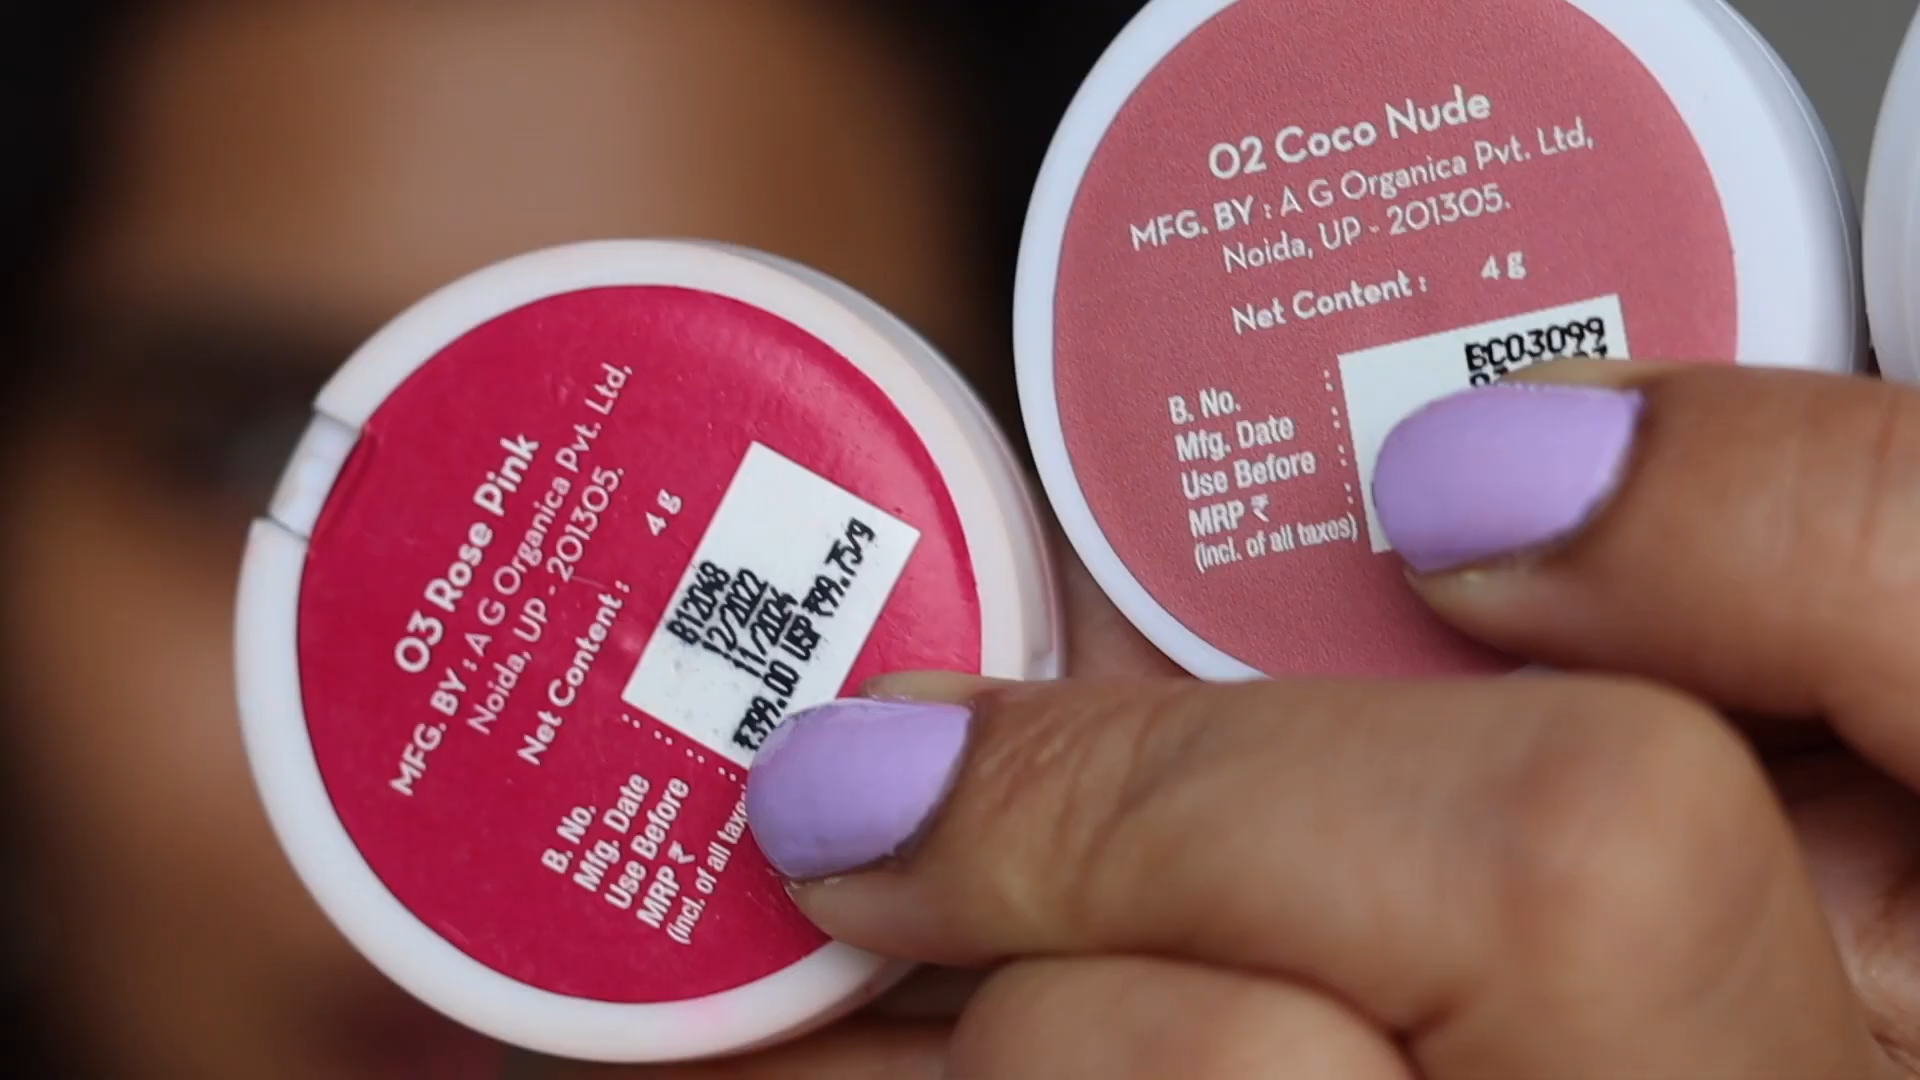 03 Rose Pink
MFG. BY : A G Organica Pvt. Ltd,
Noida, UP - 201305.
Net Content : 4 g
B. No. : B12048
Mfg. Date : 12/2022
Use Before : 11/2024
MRP ₹ : ₹399.00 USP ₹99.75/g
(incl. of all taxes)
02 Coco Nude
MFG. BY : A G Organica Pvt. Ltd,
Noida, UP - 201305.
Net Content : 4 g
B. No. : BC03099
Mfg. Date :
Use Before :
MRP ₹ :
(incl. of all taxes)